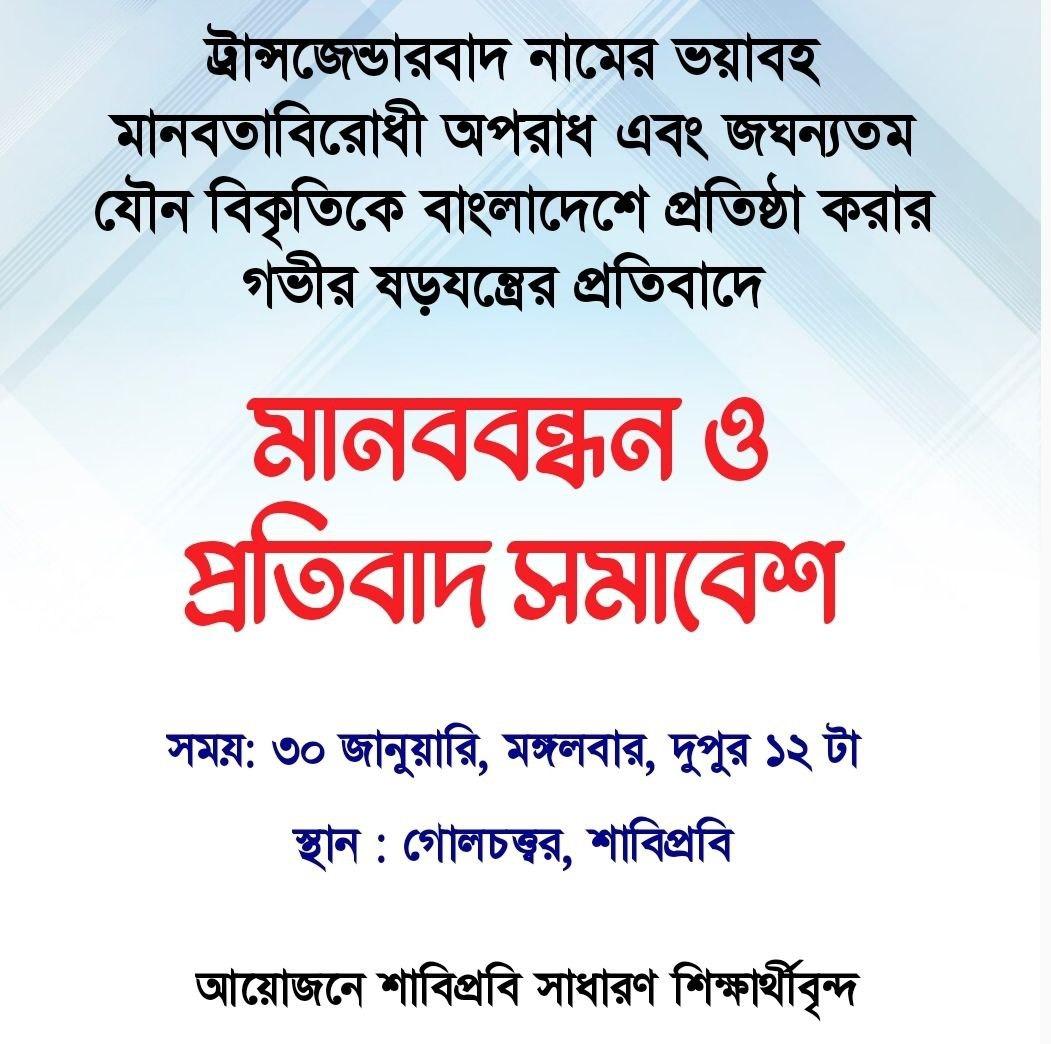 ট্রান্সজেন্ডারবাদ নামের ভয়াবহ
মানবতাবিরোধী অপরাধ এবং জঘন্যতম
যৌন বিকৃতিকে বাংলাদেশে প্রতিষ্ঠা করার
গভীর ষড়যন্ত্রের প্রতিবাদে
মানববন্ধন ও
প্রতিবাদ সমাবেশ
সময়: ৩০ জানুয়ারি, মঙ্গলবার, দুপুর ১২ টা
স্থান : গোলচত্ত্বর, শাবিপ্রবি
আয়োজনে শাবিপ্রবি সাধারণ শিক্ষার্থীবৃন্দ